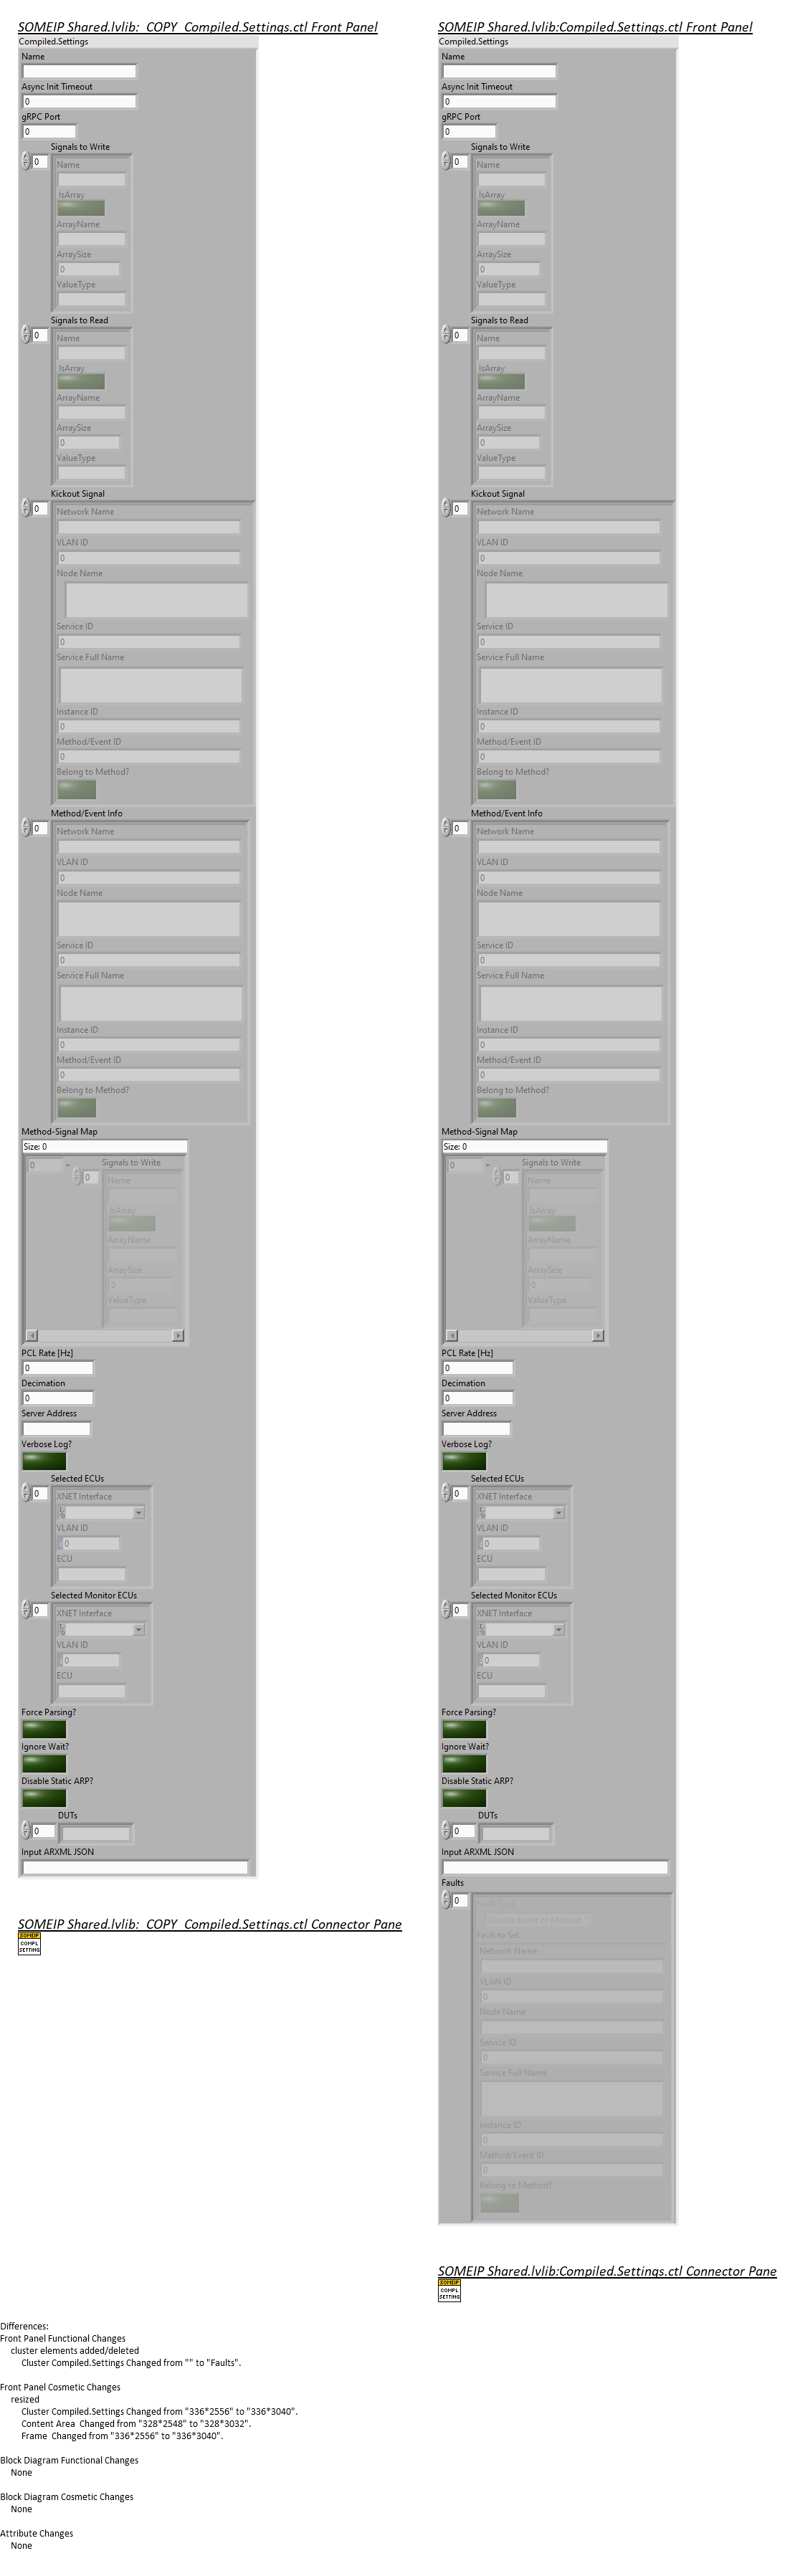 SOMEIP Shared.lvlib:_COPY_Compiled.Settings.ctl Front Panel
Compiled.Settings
Name
Async Init Timeout
0
gRPC Port
0
Signals to Write
0
Name
IsArray
ArrayName
ArraySize
0
ValueType
Signals to Read
0
Name
IsArray
ArrayName
ArraySize
0
ValueType
Kickout Signal
0
Network Name
VLAN ID
0
Node Name
Service ID
0
Service Full Name
Instance ID
0
Method/Event ID
0
Belong to Method?
Method/Event Info
0
Network Name
VLAN ID
0
Node Name
Service ID
0
Service Full Name
Instance ID
0
Method/Event ID
0
Belong to Method?
Method-Signal Map
Size: 0
0
Signals to Write
0
Name
IsArray
ArrayName
ArraySize
0
ValueType
PCL Rate [Hz]
0
Decimation
0
Server Address
Verbose Log?
Selected ECUs
0
XNET Interface
VLAN ID
0
ECU
Selected Monitor ECUs
0
XNET Interface
VLAN ID
0
ECU
Force Parsing?
Ignore Wait?
Disable Static ARP?
DUTs
0
Input ARXML JSON
SOMEIP Shared.lvlib:_COPY_Compiled.Settings.ctl Connector Pane
SOMEIP
COMPL
SETTING
SOMEIP Shared.lvlib:Compiled.Settings.ctl Front Panel
Compiled.Settings
Name
Async Init Timeout
0
gRPC Port
0
Signals to Write
0
Name
IsArray
ArrayName
ArraySize
0
ValueType
Signals to Read
0
Name
IsArray
ArrayName
ArraySize
0
ValueType
Kickout Signal
0
Network Name
VLAN ID
0
Node Name
Service ID
0
Service Full Name
Instance ID
0
Method/Event ID
0
Belong to Method?
Method/Event Info
0
Network Name
VLAN ID
0
Node Name
Service ID
0
Service Full Name
Instance ID
0
Method/Event ID
0
Belong to Method?
Method-Signal Map
Size: 0
0
Signals to Write
0
Name
IsArray
ArrayName
ArraySize
0
ValueType
PCL Rate [Hz]
0
Decimation
0
Server Address
Verbose Log?
Selected ECUs
0
XNET Interface
VLAN ID
0
ECU
Selected Monitor ECUs
0
XNET Interface
VLAN ID
0
ECU
Force Parsing?
Ignore Wait?
Disable Static ARP?
DUTs
0
Input ARXML JSON
Faults
0
Disable Event or Method
Fault to Set
Network Name
VLAN ID
0
Node Name
Service ID
0
Service Full Name
Instance ID
0
Method/Event ID
0
Belong to Method?
SOMEIP Shared.lvlib:Compiled.Settings.ctl Connector Pane
SOMEIP
COMPL
SETTING
Differences:
Front Panel Functional Changes
cluster elements added/deleted
Cluster Compiled.Settings Changed from "" to "Faults".
Front Panel Cosmetic Changes
resized
Cluster Compiled.Settings Changed from "336*2556" to "336*3040".
Content Area  Changed from "328*2548" to "328*3032".
Frame  Changed from "336*2556" to "336*3040".
Block Diagram Functional Changes
None
Block Diagram Cosmetic Changes
None
Attribute Changes
None